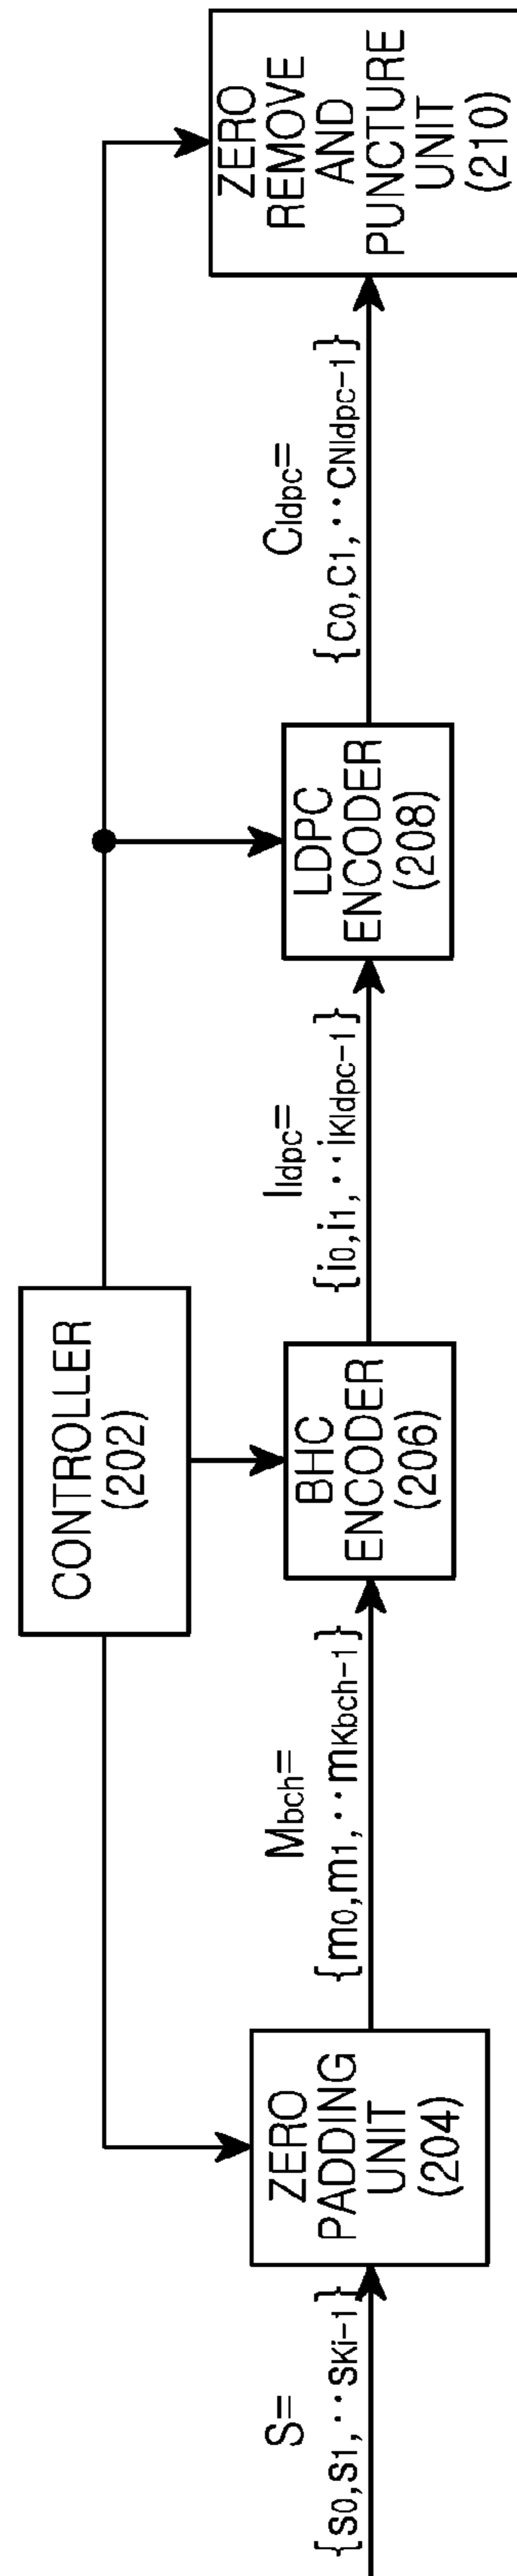 CONTROLLER
(202)
S=
{s0,s1,··sKi-1}
ZERO
PADDING
UNIT
(204)
Mbch=
{m0,m1,··mKbch-1}
BHC
ENCODER
(206)
Ildpc=
{i0,i1,··iKldpc-1}
LDPC
ENCODER
(208)
Cldpc=
{c0,c1,··cNldpc-1}
ZERO
REMOVE
AND
PUNCTURE
UNIT
(210)